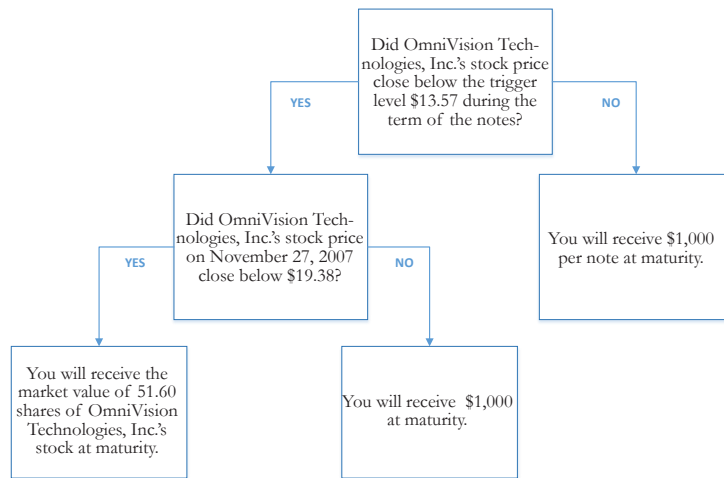 Did OmniVision Tech-
nologies, Inc.'s stock price
close below the trigger
level $13.57 during the
term of the notes?
YES
NO
Did OmniVision Tech-
nologies, Inc.'s stock price
on November 27, 2007
close below $19.38?
You will receive $1,000
per note at maturity.
YES
NO
You will receive the
market value of 51.60
shares of OmniVision
Technologies, Inc.'s
stock at maturity.
You will receive $1,000
at maturity.